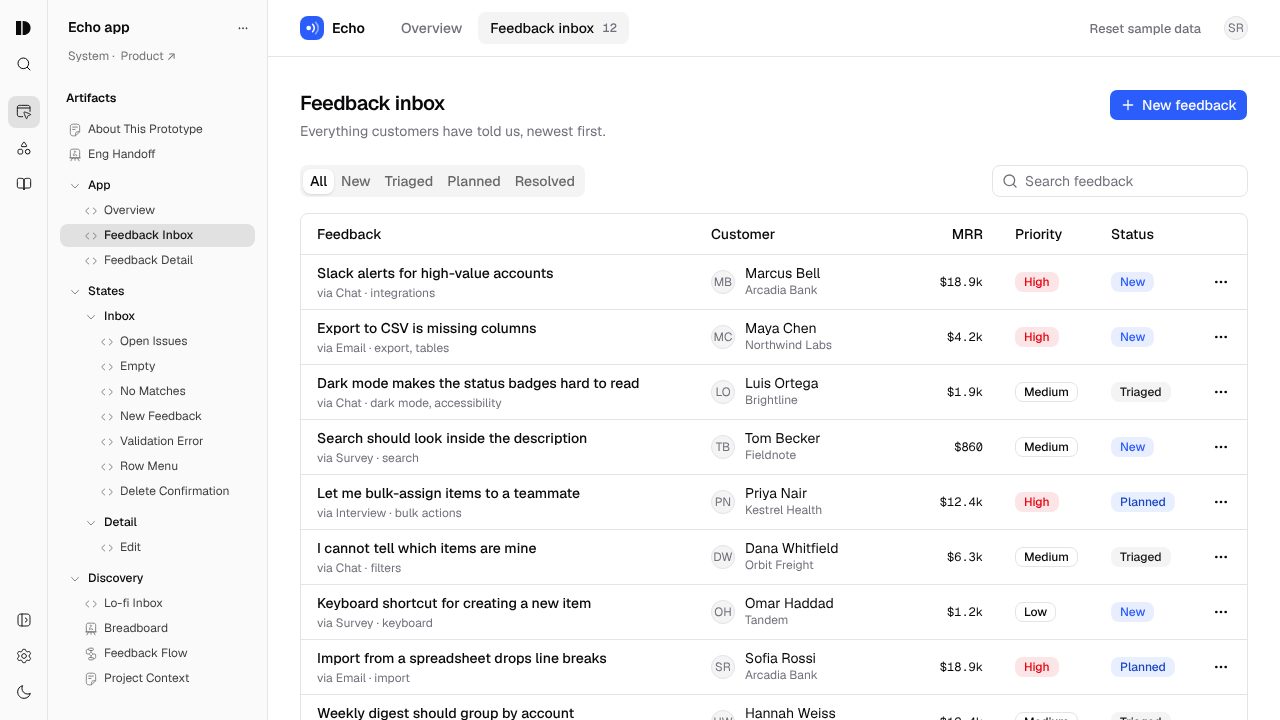 Echo app
System · Product ↗
Artifacts
About This Prototype
Eng Handoff
App
Overview
Feedback Inbox
Feedback Detail
States
Inbox
Open Issues
Empty
No Matches
New Feedback
Validation Error
Row Menu
Delete Confirmation
Detail
Edit
Discovery
Lo-fi Inbox
Breadboard
Feedback Flow
Project Context
Echo
Overview
Feedback inbox 12
Reset sample data
SR
Feedback inbox
Everything customers have told us, newest first.
+ New feedback
All New Triaged Planned Resolved
Search feedback
Feedback Customer MRR Priority Status
Slack alerts for high-value accounts
via Chat · integrations
MB
Marcus Bell
Arcadia Bank
$18.9k
High
New
Export to CSV is missing columns
via Email · export, tables
MC
Maya Chen
Northwind Labs
$4.2k
High
New
Dark mode makes the status badges hard to read
via Chat · dark mode, accessibility
LO
Luis Ortega
Brightline
$1.9k
Medium
Triaged
Search should look inside the description
via Survey · search
TB
Tom Becker
Fieldnote
$860
Medium
New
Let me bulk-assign items to a teammate
via Interview · bulk actions
PN
Priya Nair
Kestrel Health
$12.4k
High
Planned
I cannot tell which items are mine
via Chat · filters
DW
Dana Whitfield
Orbit Freight
$6.3k
Medium
Triaged
Keyboard shortcut for creating a new item
via Survey · keyboard
OH
Omar Haddad
Tandem
$1.2k
Low
New
Import from a spreadsheet drops line breaks
via Email · import
SR
Sofia Rossi
Arcadia Bank
$18.9k
High
Planned
Weekly digest should group by account
Hannah Weiss